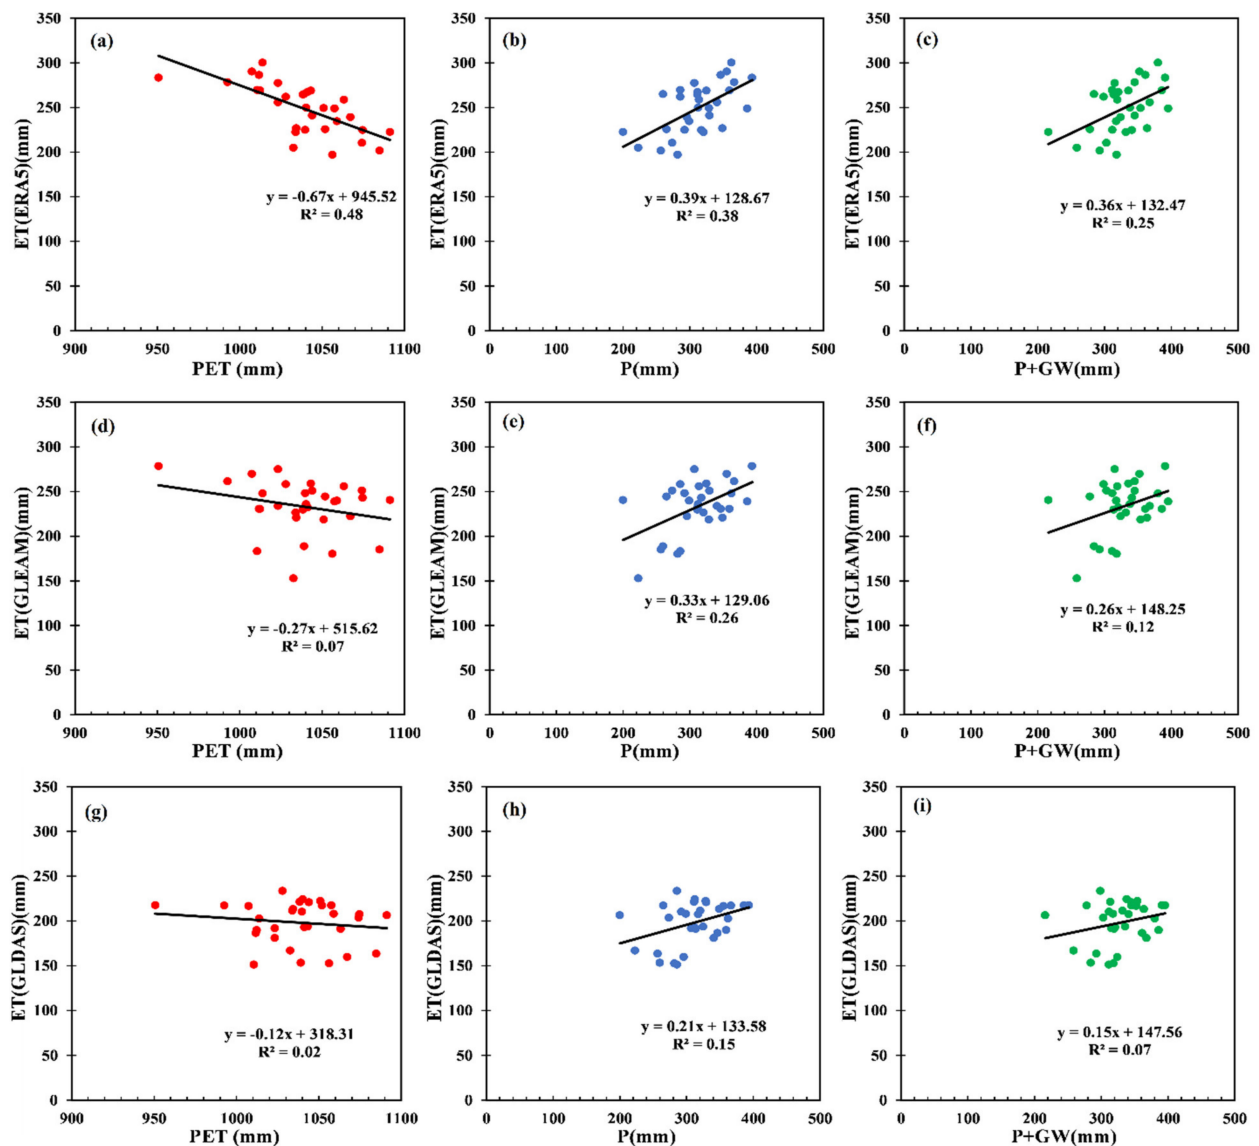 (a)
350
300
250
200
150
100
50
0
ET(ERA5)(mm)
y = -0.67x + 945.52
R² = 0.48
900 950 1000 1050 1100
PET (mm)
(b)
350
300
250
200
150
100
50
0
ET(ERA5)(mm)
y = 0.39x + 128.67
R² = 0.38
0 100 200 300 400 500
P(mm)
(c)
350
300
250
200
150
100
50
0
ET(ERA5)(mm)
y = 0.36x + 132.47
R² = 0.25
0 100 200 300 400 500
P+GW(mm)
(d)
350
300
250
200
150
100
50
0
ET(GLEAM)(mm)
y = -0.27x + 515.62
R² = 0.07
900 950 1000 1050 1100
PET (mm)
(e)
350
300
250
200
150
100
50
0
ET(GLEAM)(mm)
y = 0.33x + 129.06
R² = 0.26
0 100 200 300 400 500
P(mm)
(f)
350
300
250
200
150
100
50
0
ET(GLEAM)(mm)
y = 0.26x + 148.25
R² = 0.12
0 100 200 300 400 500
P+GW(mm)
(g)
350
300
250
200
150
100
50
0
ET(GLDAS)(mm)
y = -0.12x + 318.31
R² = 0.02
900 950 1000 1050 1100
PET (mm)
(h)
350
300
250
200
150
100
50
0
ET(GLDAS)(mm)
y = 0.21x + 133.58
R² = 0.15
0 100 200 300 400 500
P(mm)
(i)
350
300
250
200
150
100
50
0
ET(GLDAS)(mm)
y = 0.15x + 147.56
R² = 0.07
0 100 200 300 400 500
P+GW(mm)